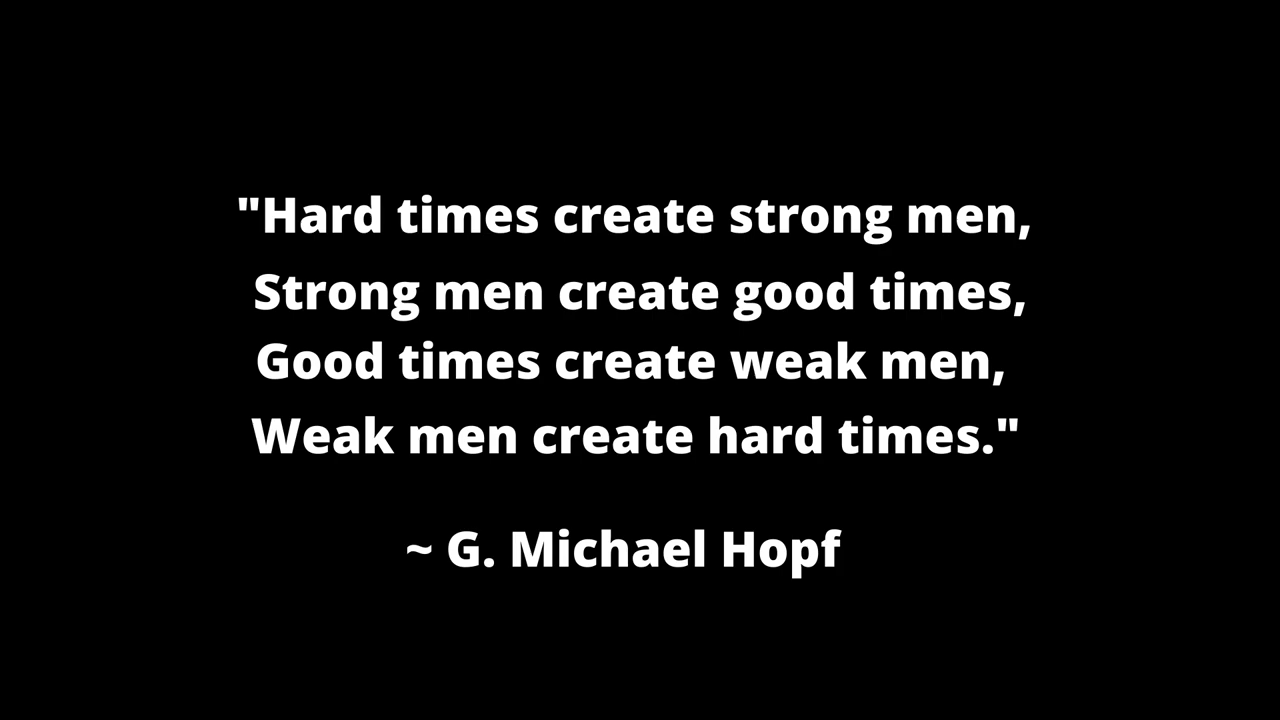 "Hard times create strong men,
Strong men create good times,
Good times create weak men,
Weak men create hard times."
~ G. Michael Hopf